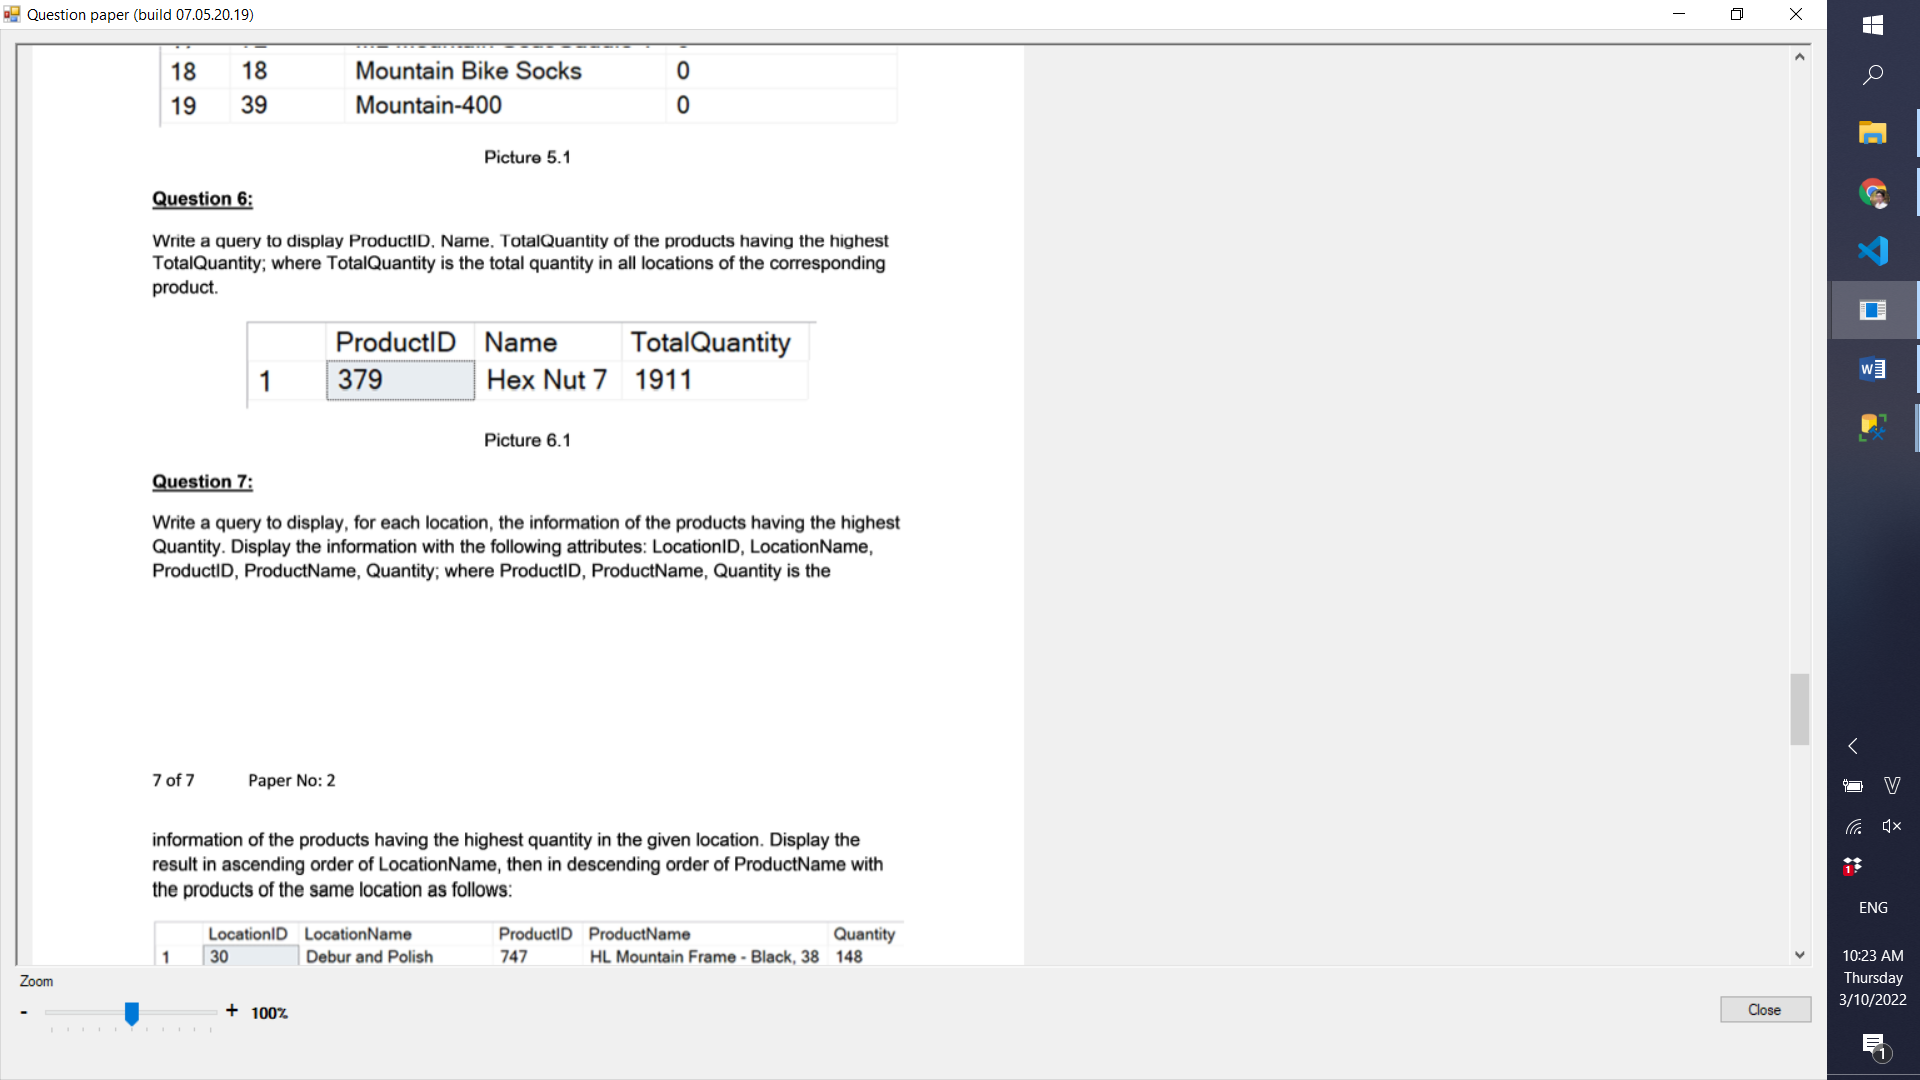 Question paper (build 07.05.20.19)
18 18 Mountain Bike Socks 0
19 39 Mountain-400 0
Picture 5.1
Question 6:
Write a query to display ProductID, Name, TotalQuantity of the products having the highest
TotalQuantity; where TotalQuantity is the total quantity in all locations of the corresponding
product.
ProductID Name TotalQuantity
1 379 Hex Nut 7 1911
Picture 6.1
Question 7:
Write a query to display, for each location, the information of the products having the highest
Quantity. Display the information with the following attributes: LocationID, LocationName,
ProductID, ProductName, Quantity; where ProductID, ProductName, Quantity is the
7 of 7 Paper No: 2
information of the products having the highest quantity in the given location. Display the
result in ascending order of LocationName, then in descending order of ProductName with
the products of the same location as follows:
LocationID LocationName ProductID ProductName Quantity
1 30 Debur and Polish 747 HL Mountain Frame - Black, 38 148
Zoom
- + 100%
Close
W
V
1
ENG
10:23 AM
Thursday
3/10/2022
1